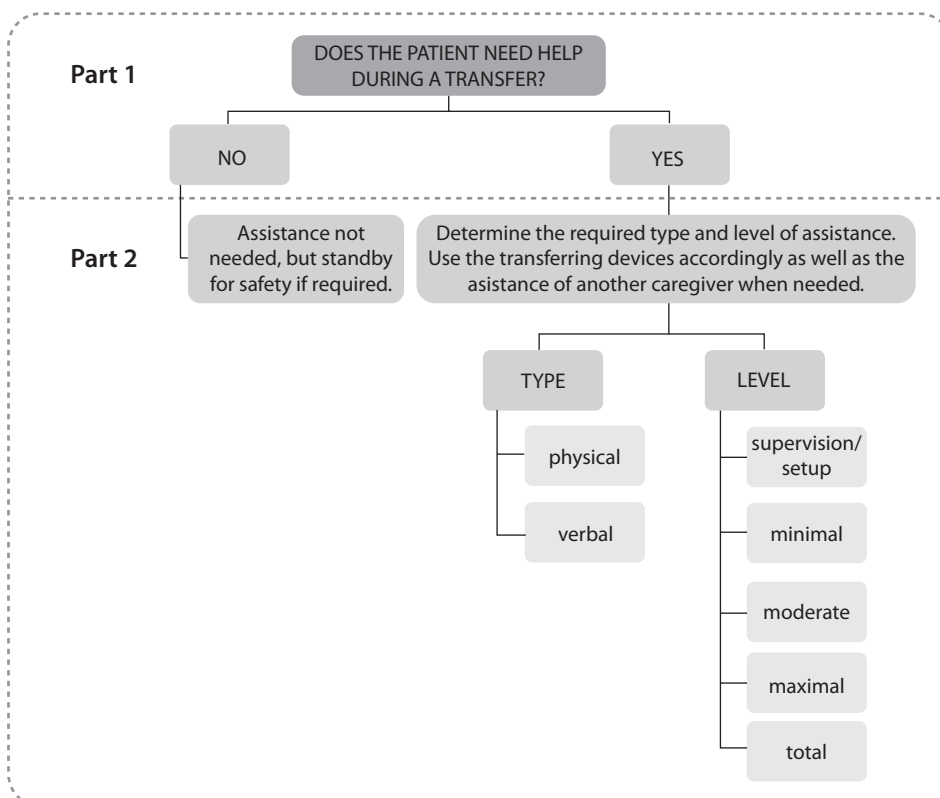 Part 1
DOES THE PATIENT NEED HELP
DURING A TRANSFER?
NO
YES
Part 2
Assistance not
needed, but standby
for safety if required.
Determine the required type and level of assistance.
Use the transferring devices accordingly as well as the
asistance of another caregiver when needed.
TYPE
LEVEL
physical
verbal
supervision/
setup
minimal
moderate
maximal
total